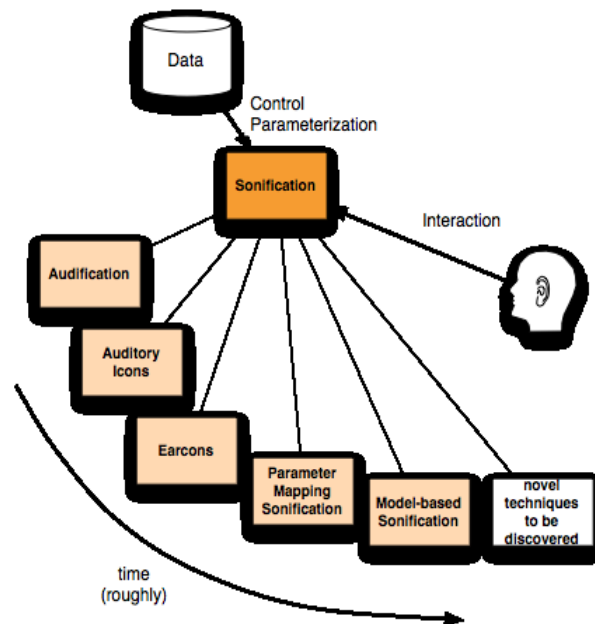 Data
Control
Parameterization
Sonification
Interaction
Audification
Auditory
Icons
Earcons
Parameter
Mapping
Sonification
Model-based
Sonification
novel
techniques
to be
discovered
time
(roughly)